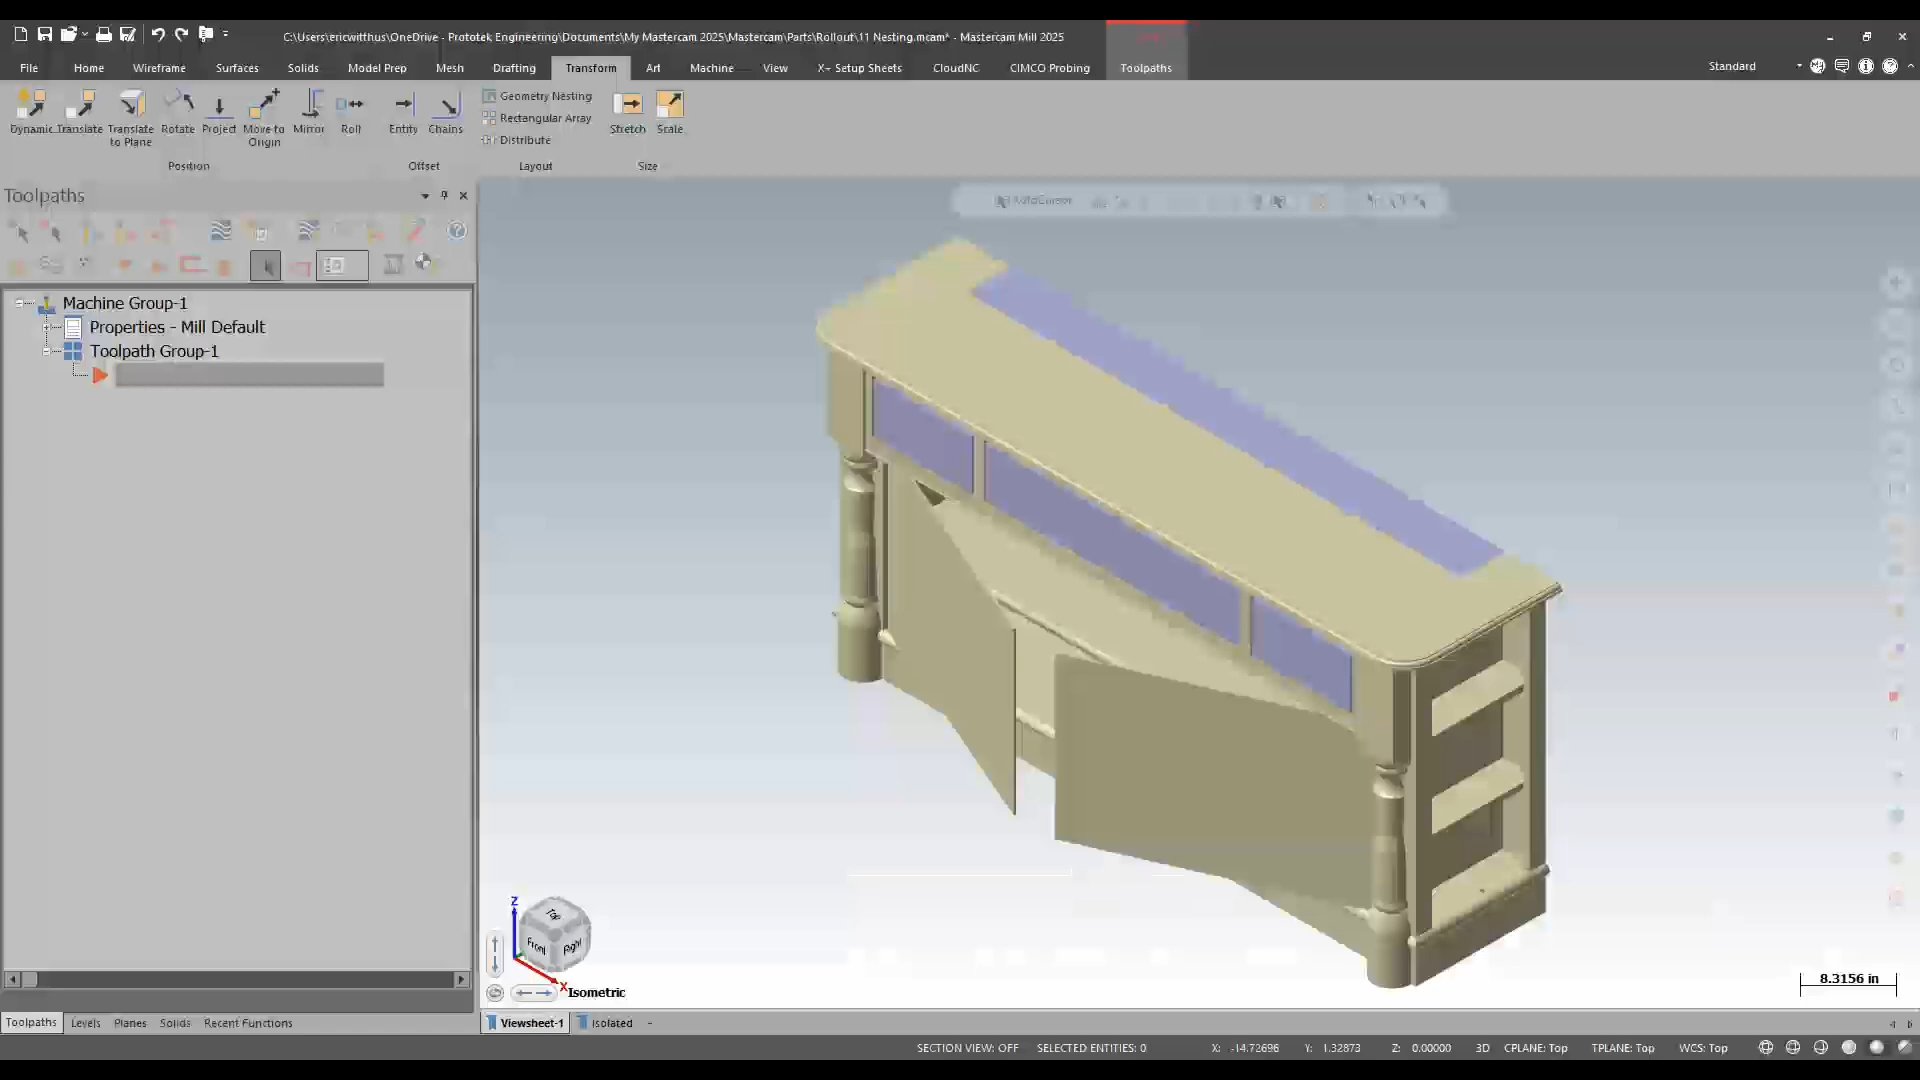 C:\Users\ericwitthus\OneDrive - Prototek Engineering\Documents\My Mastercam 2025\Mastercam\Parts\Rollout\11 Nesting.mcam* - Mastercam Mill 2025
File Home Wireframe Surfaces Solids Model Prep Mesh Drafting Transform Art Machine View X+ Setup Sheets CloudNC CIMCO Probing Toolpaths Standard
Dynamic Translate Translate to Plane Rotate Project Move to Origin Mirror Roll
Position
Entity Chains
Offset
Geometry Nesting
Rectangular Array
Distribute
Layout
Stretch Scale
Size
Toolpaths
AutoCursor
Machine Group-1
Properties - Mill Default
Toolpath Group-1
Z
Top
Front
Right
X
Isometric
8.3156 in
Toolpaths Levels Planes Solids Recent Functions
Viewsheet-1 Isolated
SECTION VIEW: OFF SELECTED ENTITIES: 0 X: -14.72696 Y: 1.32873 Z: 0.00000 3D CPLANE: Top TPLANE: Top WCS: Top